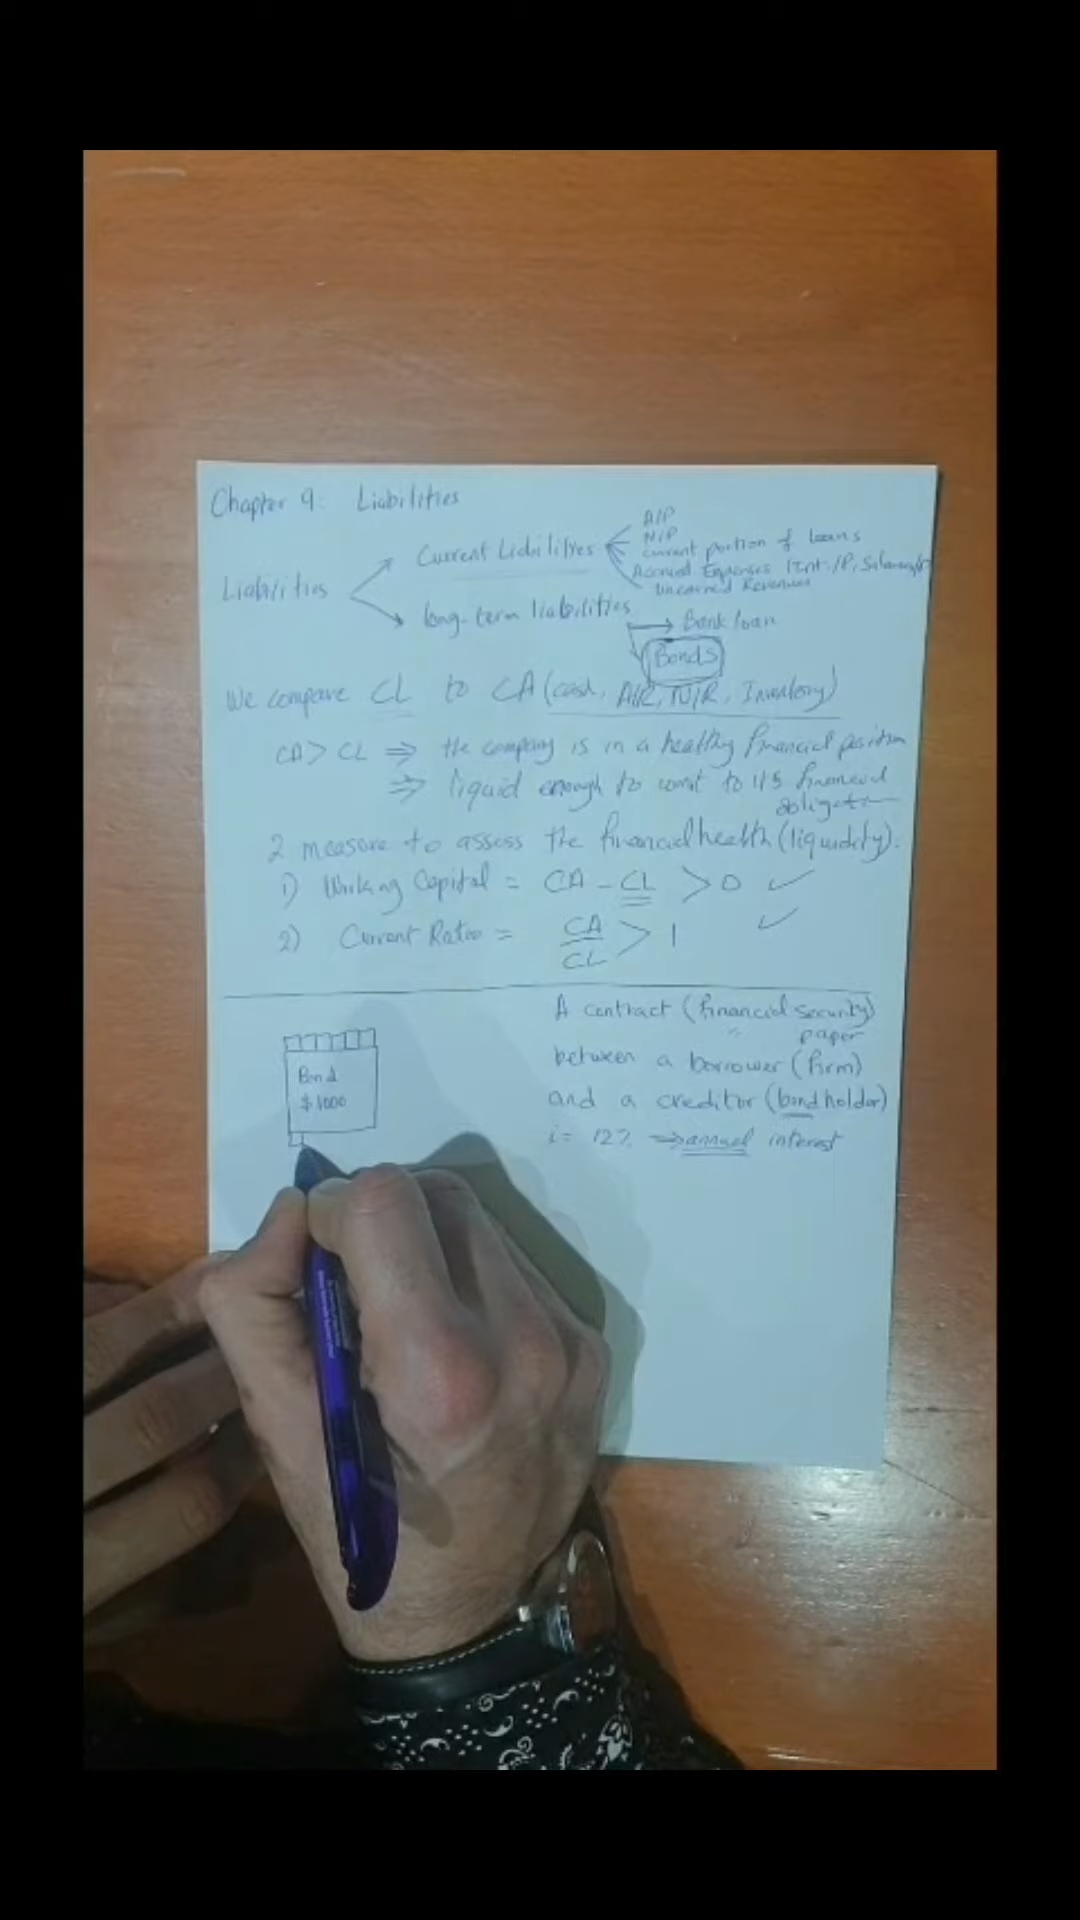 Chapter 9: Liabilities
A/P
N/P
Current Liabilities
current portion of loans
Accrued Expenses (Int./P, Salaries/P
Unearned Revenues
Liabilities
long-term liabilities
Bank loan
Bonds
We compare CL to CA (cash, A/R, N/R, Inventory)
CA > CL ⇒ the company is in a healthy financial position
⇒ liquid enough to to its financial
2 measure to assess the financial health (liquidity).
1) Working Capital = CA - CL > 0 ✓
2) Current Ratio = CA / CL > 1 ✓
A contract (financial security)
" paper
between a borrower (firm)
and a creditor (bondholder)
i = 12% ⇒ annual interest
Bond
$1000